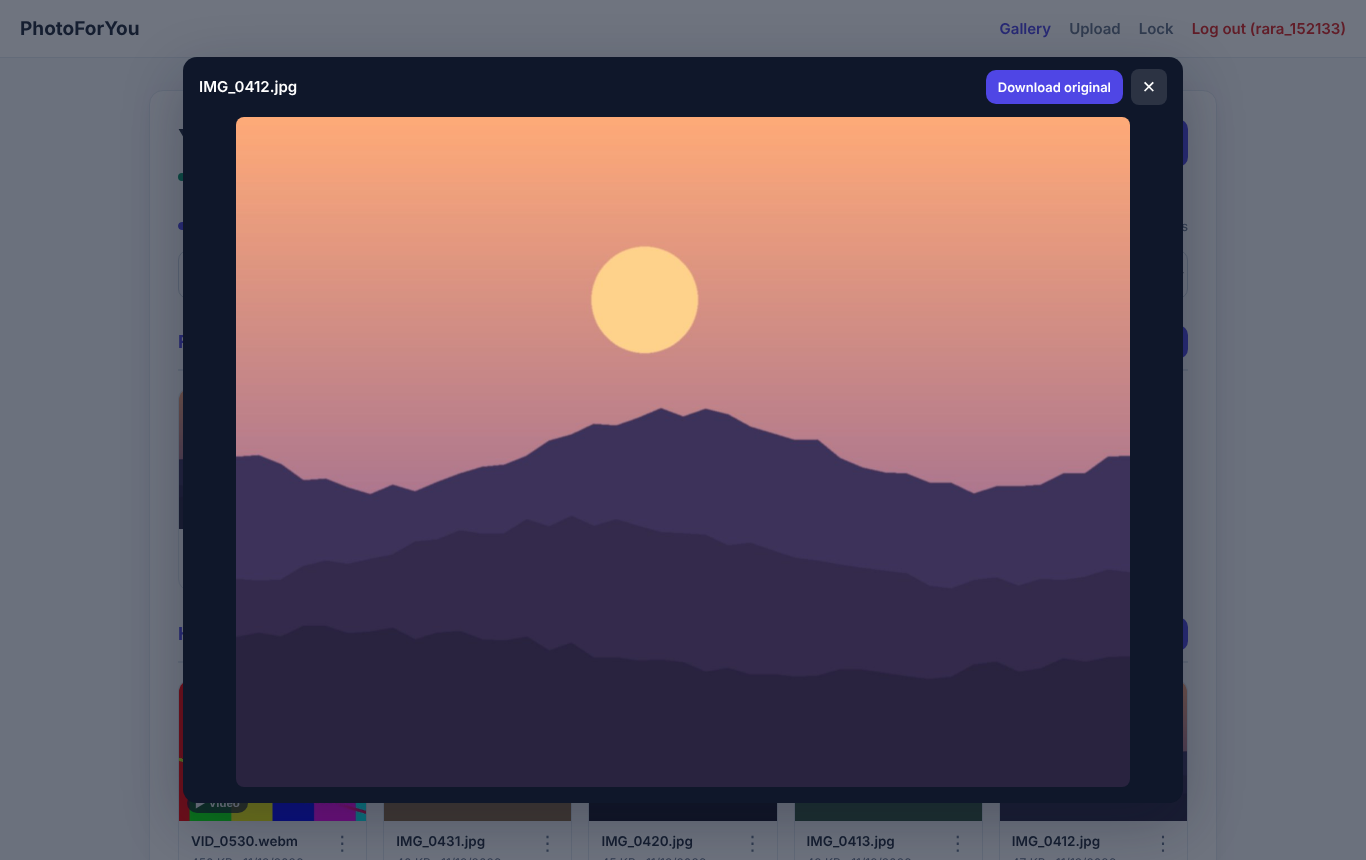 PhotoForYou
Gallery Upload Lock Log out (rara_152133)
IMG_0412.jpg
Download original
Video
VID_0530.webm
IMG_0431.jpg
IMG_0420.jpg
IMG_0413.jpg
IMG_0412.jpg